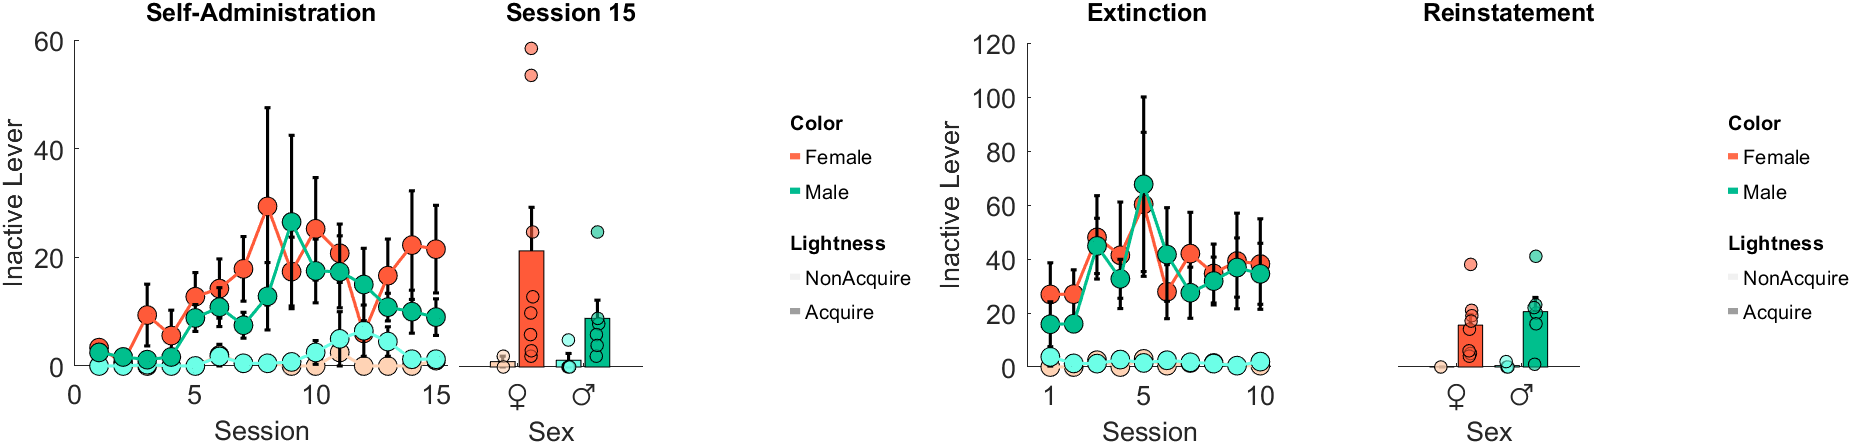 Self-Administration
Session 15
Inactive Lever
60
40
20
0
0
5
10
15
Session
♀
♂
Sex
Color
Female
Male
Lightness
NonAcquire
Acquire
Extinction
Reinstatement
Inactive Lever
120
100
80
60
40
20
0
1
5
10
Session
♀
♂
Sex
Color
Female
Male
Lightness
NonAcquire
Acquire